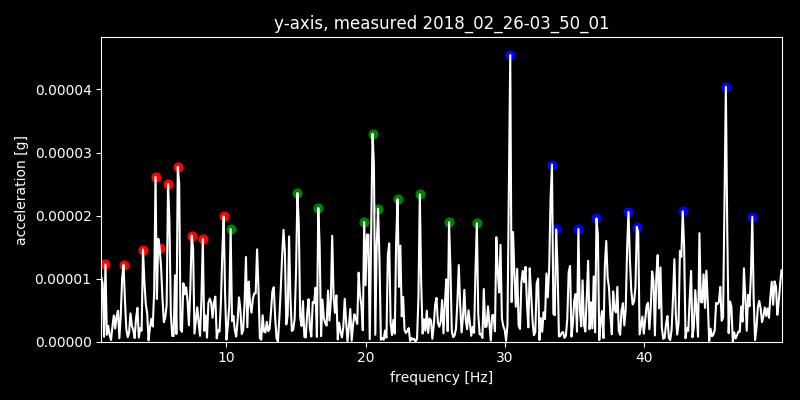 y-axis, measured 2018_02_26-03_50_01
acceleration [g]
0.00004
0.00003
0.00002
0.00001
0.00000
10 20 30 40
frequency [Hz]